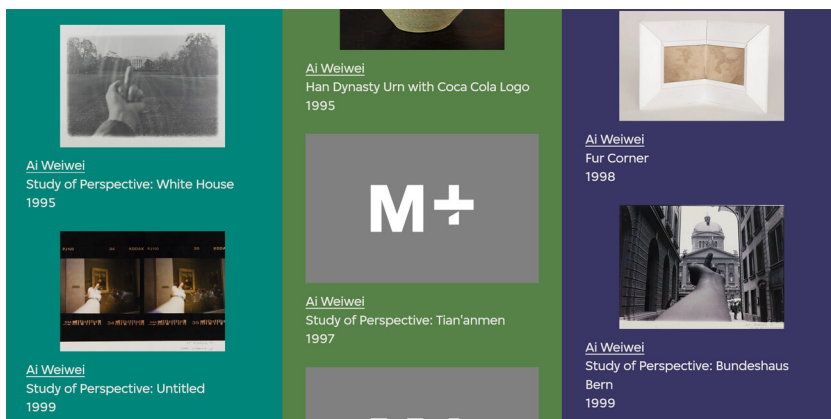 Ai Weiwei
Study of Perspective: White House
1995
Ai Weiwei
Study of Perspective: Untitled
1999
Ai Weiwei
Han Dynasty Urn with Coca Cola Logo
1995
M+
Ai Weiwei
Study of Perspective: Tian'anmen
1997
Ai Weiwei
Fur Corner
1998
Ai Weiwei
Study of Perspective: Bundeshaus
Bern
1999